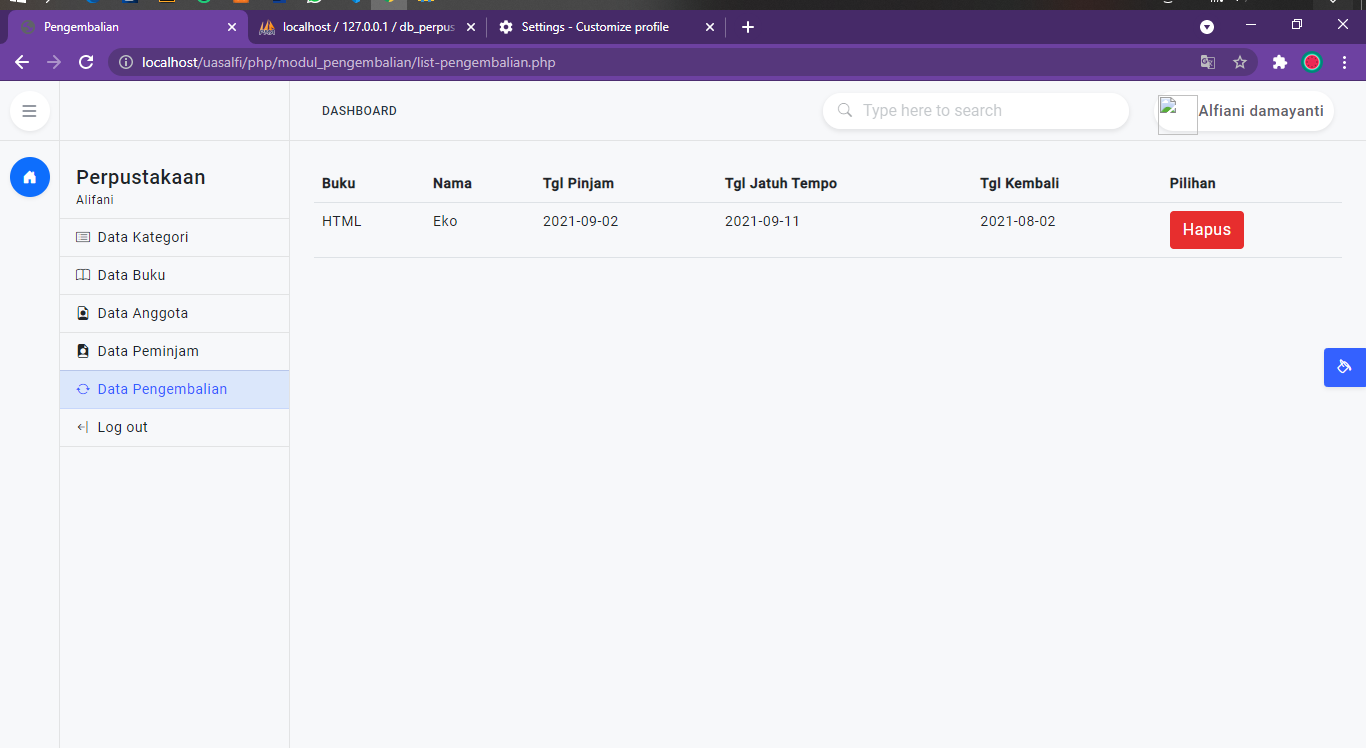 Pengembalian
localhost / 127.0.0.1 / db_perpus
Settings - Customize profile
localhost/uasalfi/php/modul_pengembalian/list-pengembalian.php
DASHBOARD
Type here to search
Alfiani damayanti
Perpustakaan
Alifani
Data Kategori
Data Buku
Data Anggota
Data Peminjam
Data Pengembalian
Log out
Buku Nama Tgl Pinjam Tgl Jatuh Tempo Tgl Kembali Pilihan
HTML Eko 2021-09-02 2021-09-11 2021-08-02 Hapus